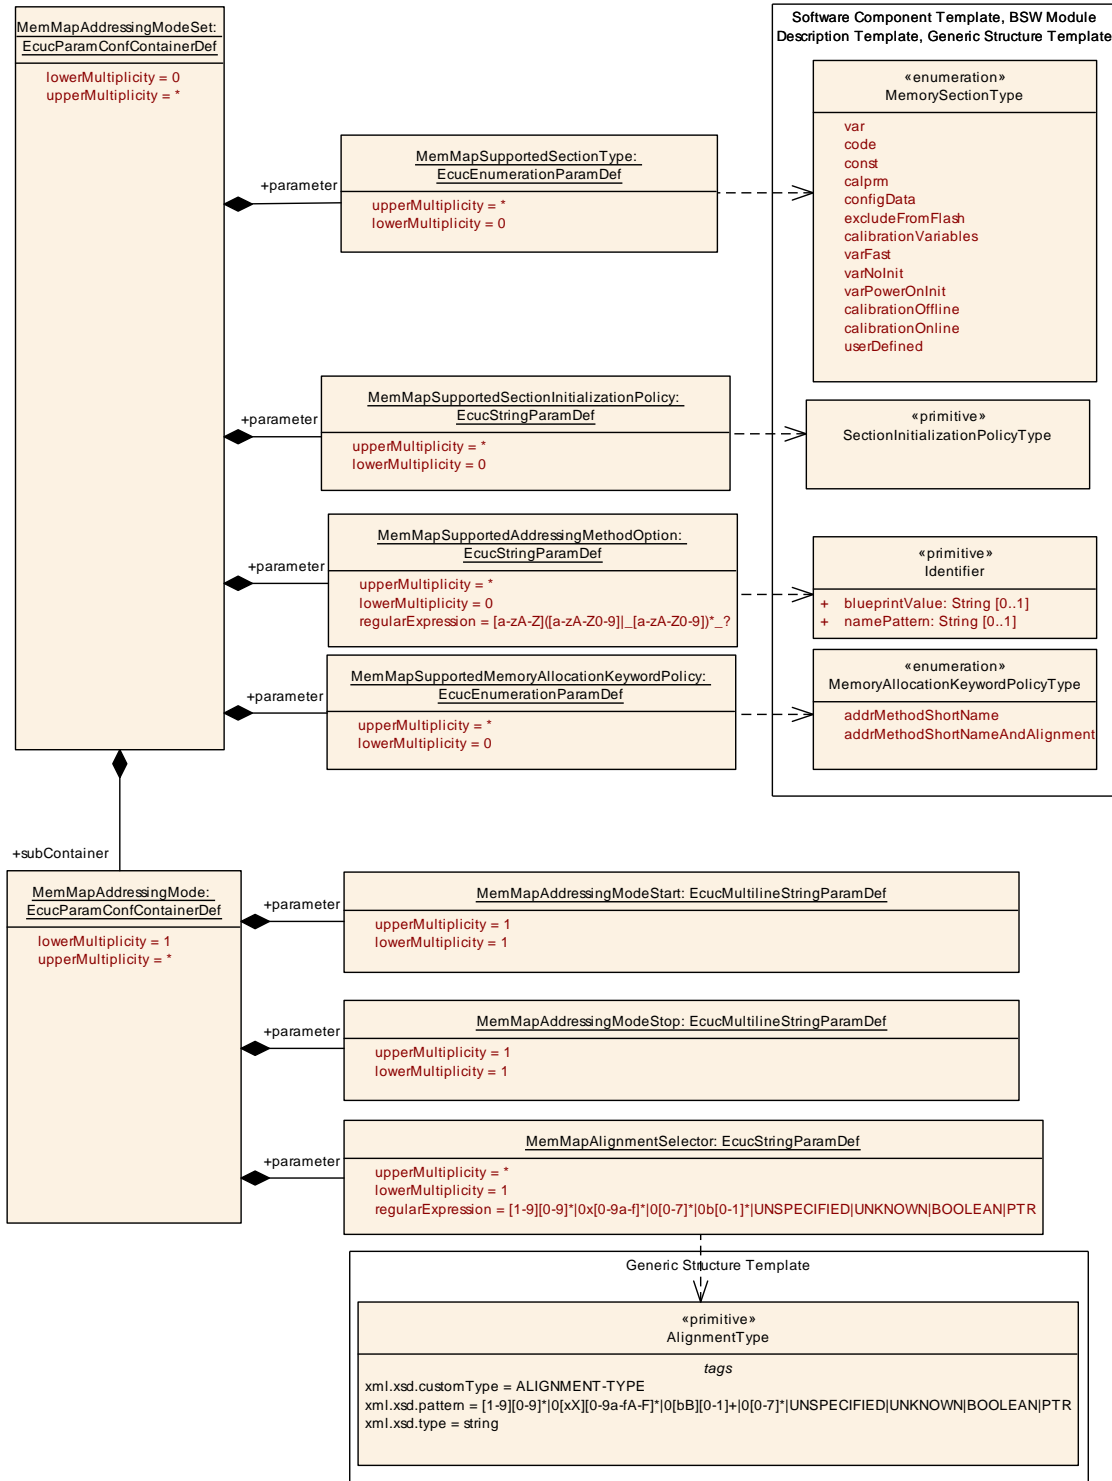 MemMapAddressingModeSet:
EcucParamConfContainerDef
lowerMultiplicity = 0
upperMultiplicity = *
Software Component Template, BSW Module
Description Template, Generic Structure Template
«enumeration»
MemorySectionType
var
code
const
calprm
configData
excludeFromFlash
calibrationVariables
varFast
varNoInit
varPowerOnInit
calibrationOffline
calibrationOnline
userDefined
+parameter
MemMapSupportedSectionType:
EcucEnumerationParamDef
upperMultiplicity = *
lowerMultiplicity = 0
+parameter
MemMapSupportedSectionInitializationPolicy:
EcucStringParamDef
upperMultiplicity = *
lowerMultiplicity = 0
«primitive»
SectionInitializationPolicyType
+parameter
MemMapSupportedAddressingMethodOption:
EcucStringParamDef
upperMultiplicity = *
lowerMultiplicity = 0
regularExpression = [a-zA-Z]([a-zA-Z0-9]|_[a-zA-Z0-9])*_?
«primitive»
Identifier
+ blueprintValue: String [0..1]
+ namePattern: String [0..1]
+parameter
MemMapSupportedMemoryAllocationKeywordPolicy:
EcucEnumerationParamDef
upperMultiplicity = *
lowerMultiplicity = 0
«enumeration»
MemoryAllocationKeywordPolicyType
addrMethodShortName
addrMethodShortNameAndAlignment
+subContainer
MemMapAddressingMode:
EcucParamConfContainerDef
lowerMultiplicity = 1
upperMultiplicity = *
+parameter
MemMapAddressingModeStart: EcucMultilineStringParamDef
upperMultiplicity = 1
lowerMultiplicity = 1
+parameter
MemMapAddressingModeStop: EcucMultilineStringParamDef
upperMultiplicity = 1
lowerMultiplicity = 1
+parameter
MemMapAlignmentSelector: EcucStringParamDef
upperMultiplicity = *
lowerMultiplicity = 1
regularExpression = [1-9][0-9]*|0x[0-9a-f]*|0[0-7]*|0b[0-1]*|UNSPECIFIED|UNKNOWN|BOOLEAN|PTR
Generic Structure Template
«primitive»
AlignmentType
tags
xml.xsd.customType = ALIGNMENT-TYPE
xml.xsd.pattern = [1-9][0-9]*|0[xX][0-9a-fA-F]*|0[bB][0-1]+|0[0-7]*|UNSPECIFIED|UNKNOWN|BOOLEAN|PTR
xml.xsd.type = string